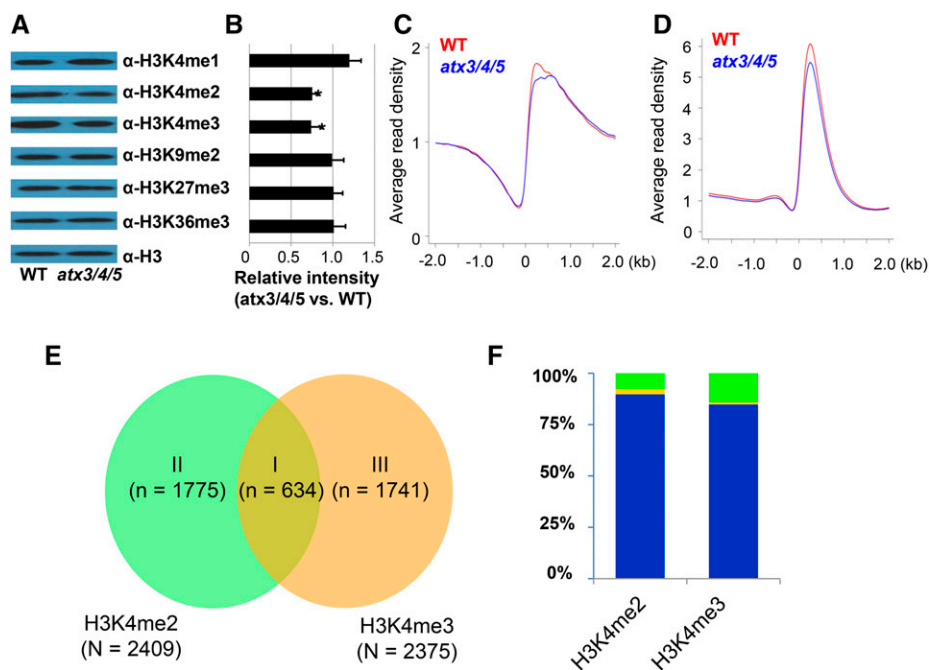 A
α-H3K4me1
α-H3K4me2
α-H3K4me3
α-H3K9me2
α-H3K27me3
α-H3K36me3
α-H3
WT atx3/4/5
B
*
*
0 0.5 1.0 1.5
Relative intensity
(atx3/4/5 vs. WT)
C
WT
atx3/4/5
Average read density
2
1
0
-2.0 -1.0 0 1.0 2.0 (kb)
D
WT
atx3/4/5
Average read density
6
5
4
3
2
1
-2.0 -1.0 0 1.0 2.0 (kb)
E
II
(n = 1775)
I
(n = 634)
III
(n = 1741)
H3K4me2
(N = 2409)
H3K4me3
(N = 2375)
F
100%
75%
50%
25%
0%
H3K4me2
H3K4me3